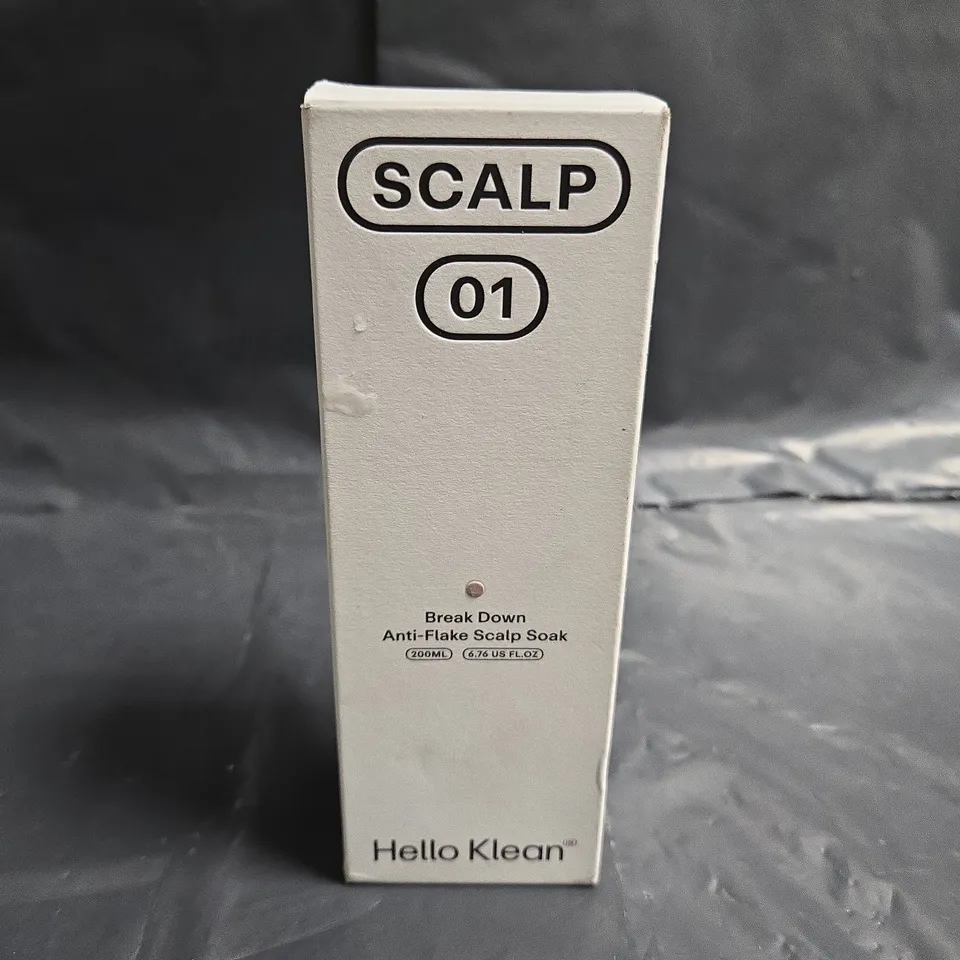 SCALP
01
Break Down
Anti-Flake Scalp Soak
200ML 6.76 US FL.OZ
Hello Klean